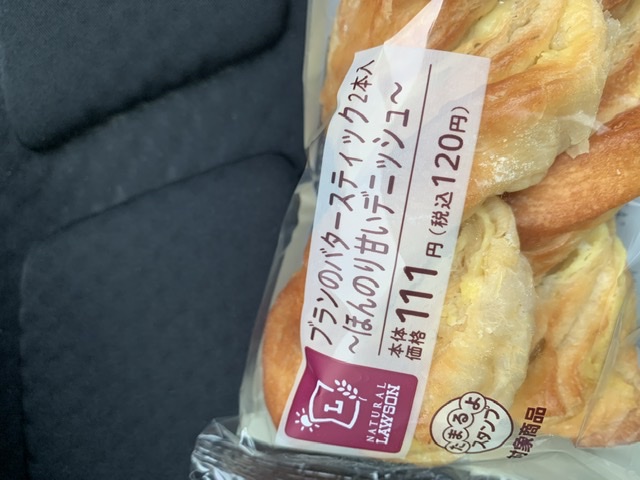 ブランのバタースティック2本入
～ほんのり甘いデニッシュ～
本体価格111円(税込120円)
L
NATURAL
LAWSON
たまるよ
スタンプ
対象商品